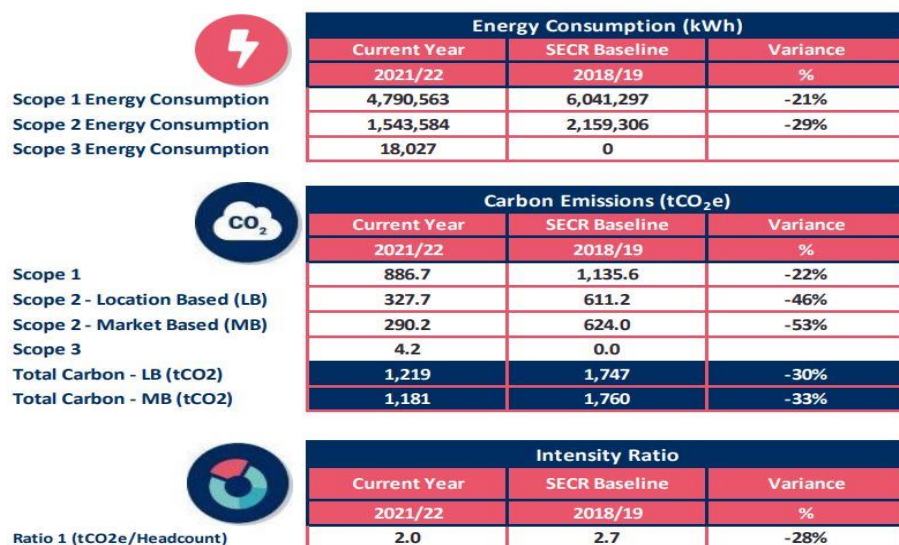 Energy Consumption (kWh)
Current Year SECR Baseline Variance
2021/22 2018/19 %
Scope 1 Energy Consumption 4,790,563 6,041,297 -21%
Scope 2 Energy Consumption 1,543,584 2,159,306 -29%
Scope 3 Energy Consumption 18,027 0
Carbon Emissions (tCO₂e)
CO₂
Current Year SECR Baseline Variance
2021/22 2018/19 %
Scope 1 886.7 1,135.6 -22%
Scope 2 - Location Based (LB) 327.7 611.2 -46%
Scope 2 - Market Based (MB) 290.2 624.0 -53%
Scope 3 4.2 0.0
Total Carbon - LB (tCO2) 1,219 1,747 -30%
Total Carbon - MB (tCO2) 1,181 1,760 -33%
Intensity Ratio
Current Year SECR Baseline Variance
2021/22 2018/19 %
Ratio 1 (tCO2e/Headcount) 2.0 2.7 -28%